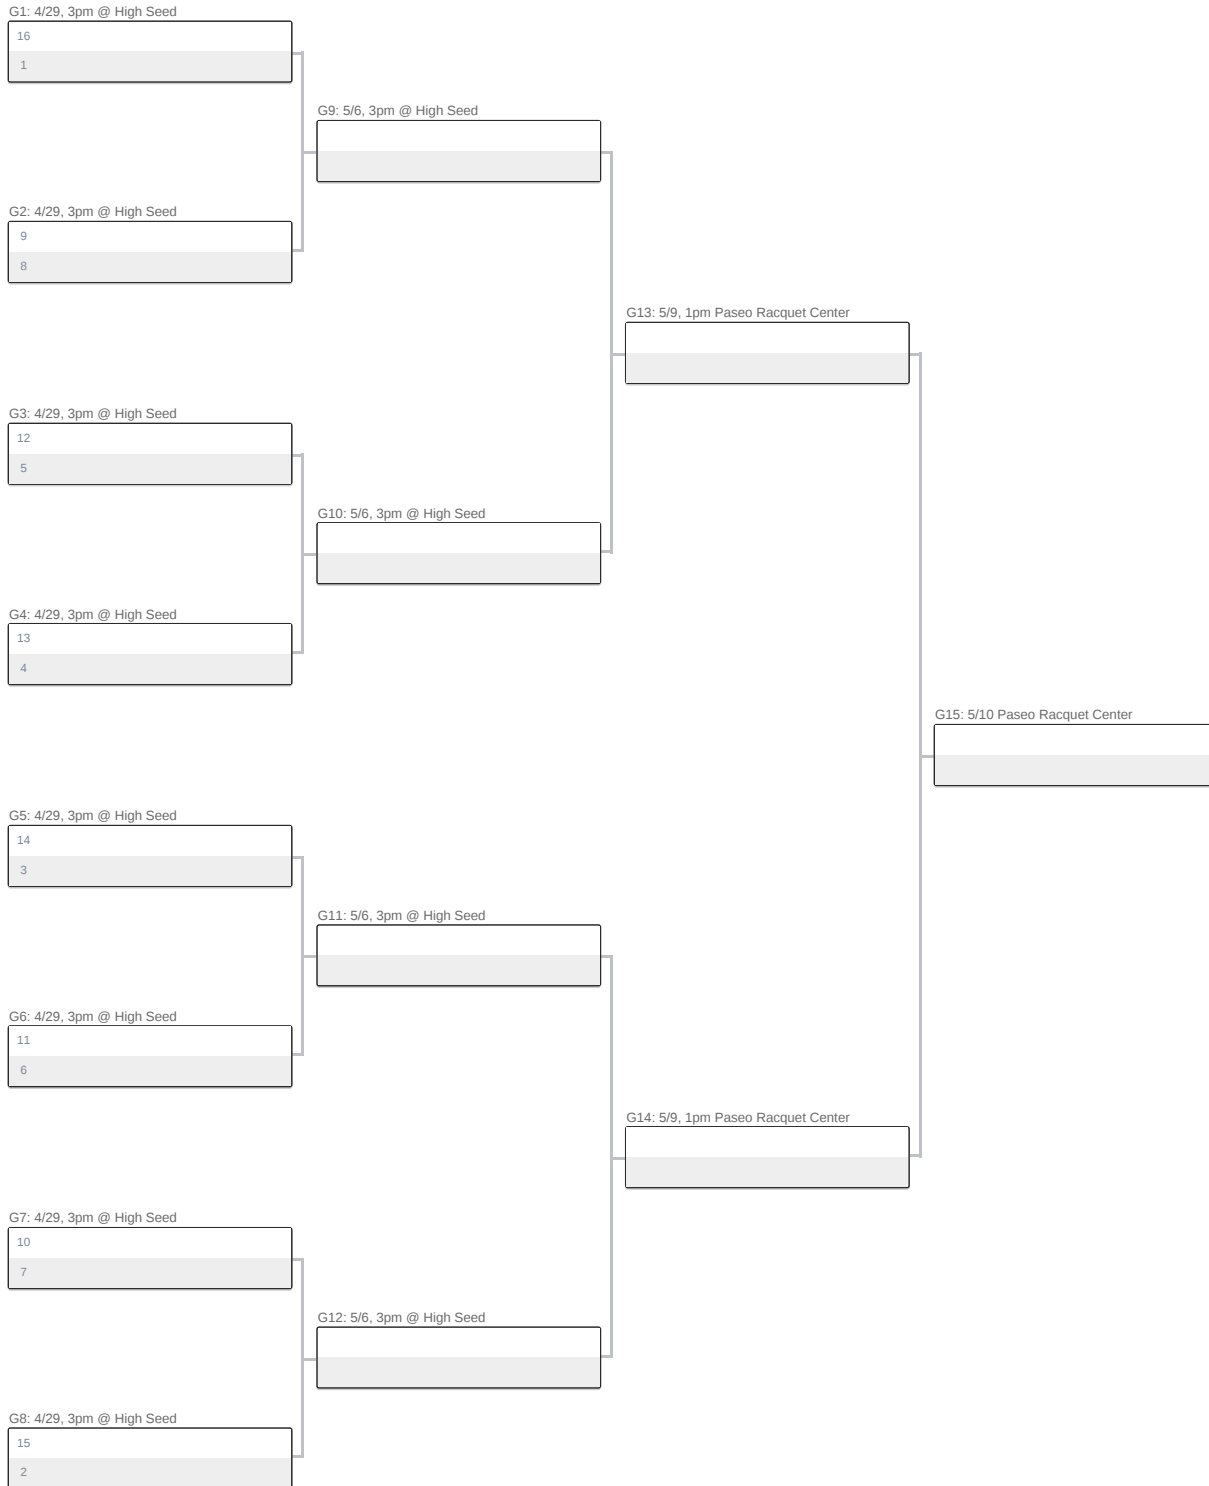 G1: 4/29, 3pm @ High Seed
16
1
G9: 5/6, 3pm @ High Seed
G2: 4/29, 3pm @ High Seed
9
8
G13: 5/9, 1pm Paseo Racquet Center
G3: 4/29, 3pm @ High Seed
12
5
G10: 5/6, 3pm @ High Seed
G4: 4/29, 3pm @ High Seed
13
4
G15: 5/10 Paseo Racquet Center
G5: 4/29, 3pm @ High Seed
14
3
G11: 5/6, 3pm @ High Seed
G6: 4/29, 3pm @ High Seed
11
6
G14: 5/9, 1pm Paseo Racquet Center
G7: 4/29, 3pm @ High Seed
10
7
G12: 5/6, 3pm @ High Seed
G8: 4/29, 3pm @ High Seed
15
2